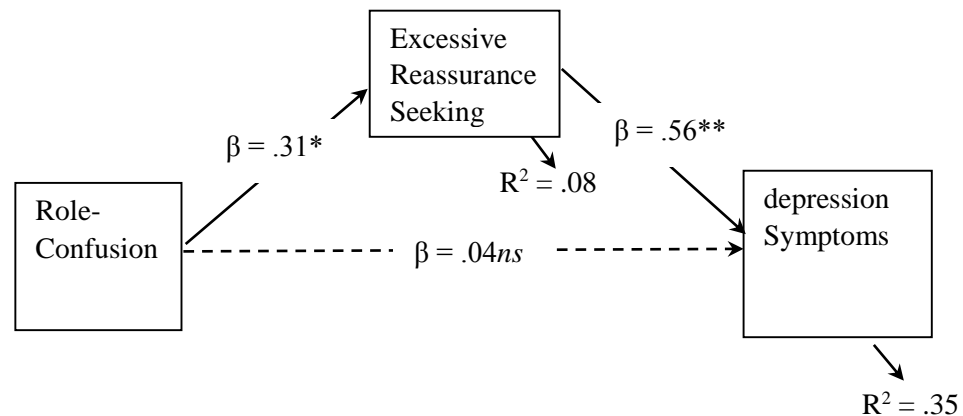 Excessive
Reassurance
Seeking
β = .31*
β = .56**
R² = .08
Role-
Confusion
depression
Symptoms
β = .04ns
R² = .35